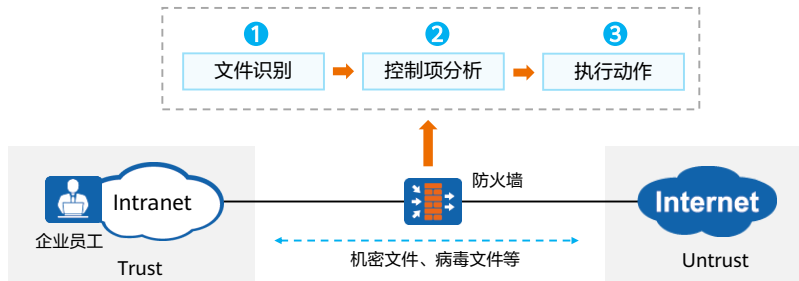 1
2
3
文件识别
控制项分析
执行动作
防火墙
Intranet
Internet
企业员工
机密文件、病毒文件等
Trust
Untrust